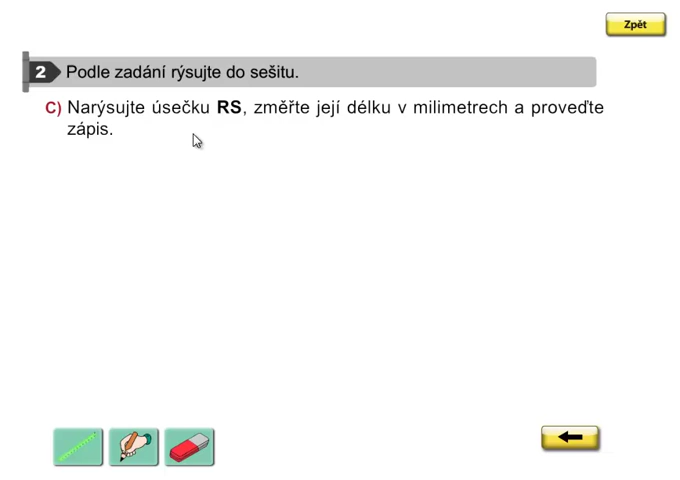 Zpět
2 Podle zadání rýsujte do sešitu.
C) Narýsujte úsečku RS, změřte její délku v milimetrech a proveďte
zápis.